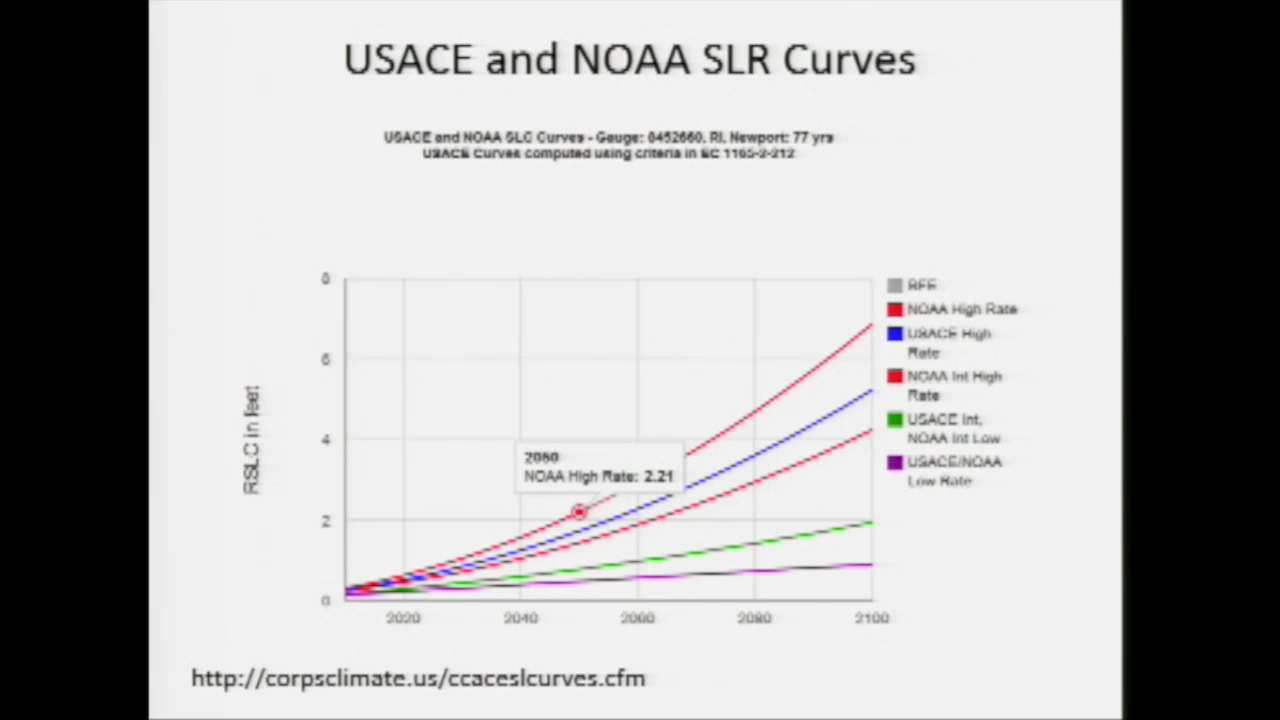 USACE and NOAA SLR Curves
USACE and NOAA SLC Curves - Gauge: 8452660, RI, Newport: 77 yrs
USACE Curves computed using criteria in EC 1165-2-212
8
6
4
2
0
RSLC in feet
2020
2040
2060
2080
2100
2050
NOAA High Rate: 2.21
BFE
NOAA High Rate
USACE High
Rate
NOAA Int High
Rate
USACE Int,
NOAA Int Low
USACE/NOAA
Low Rate
http://corpsclimate.us/ccaceslcurves.cfm